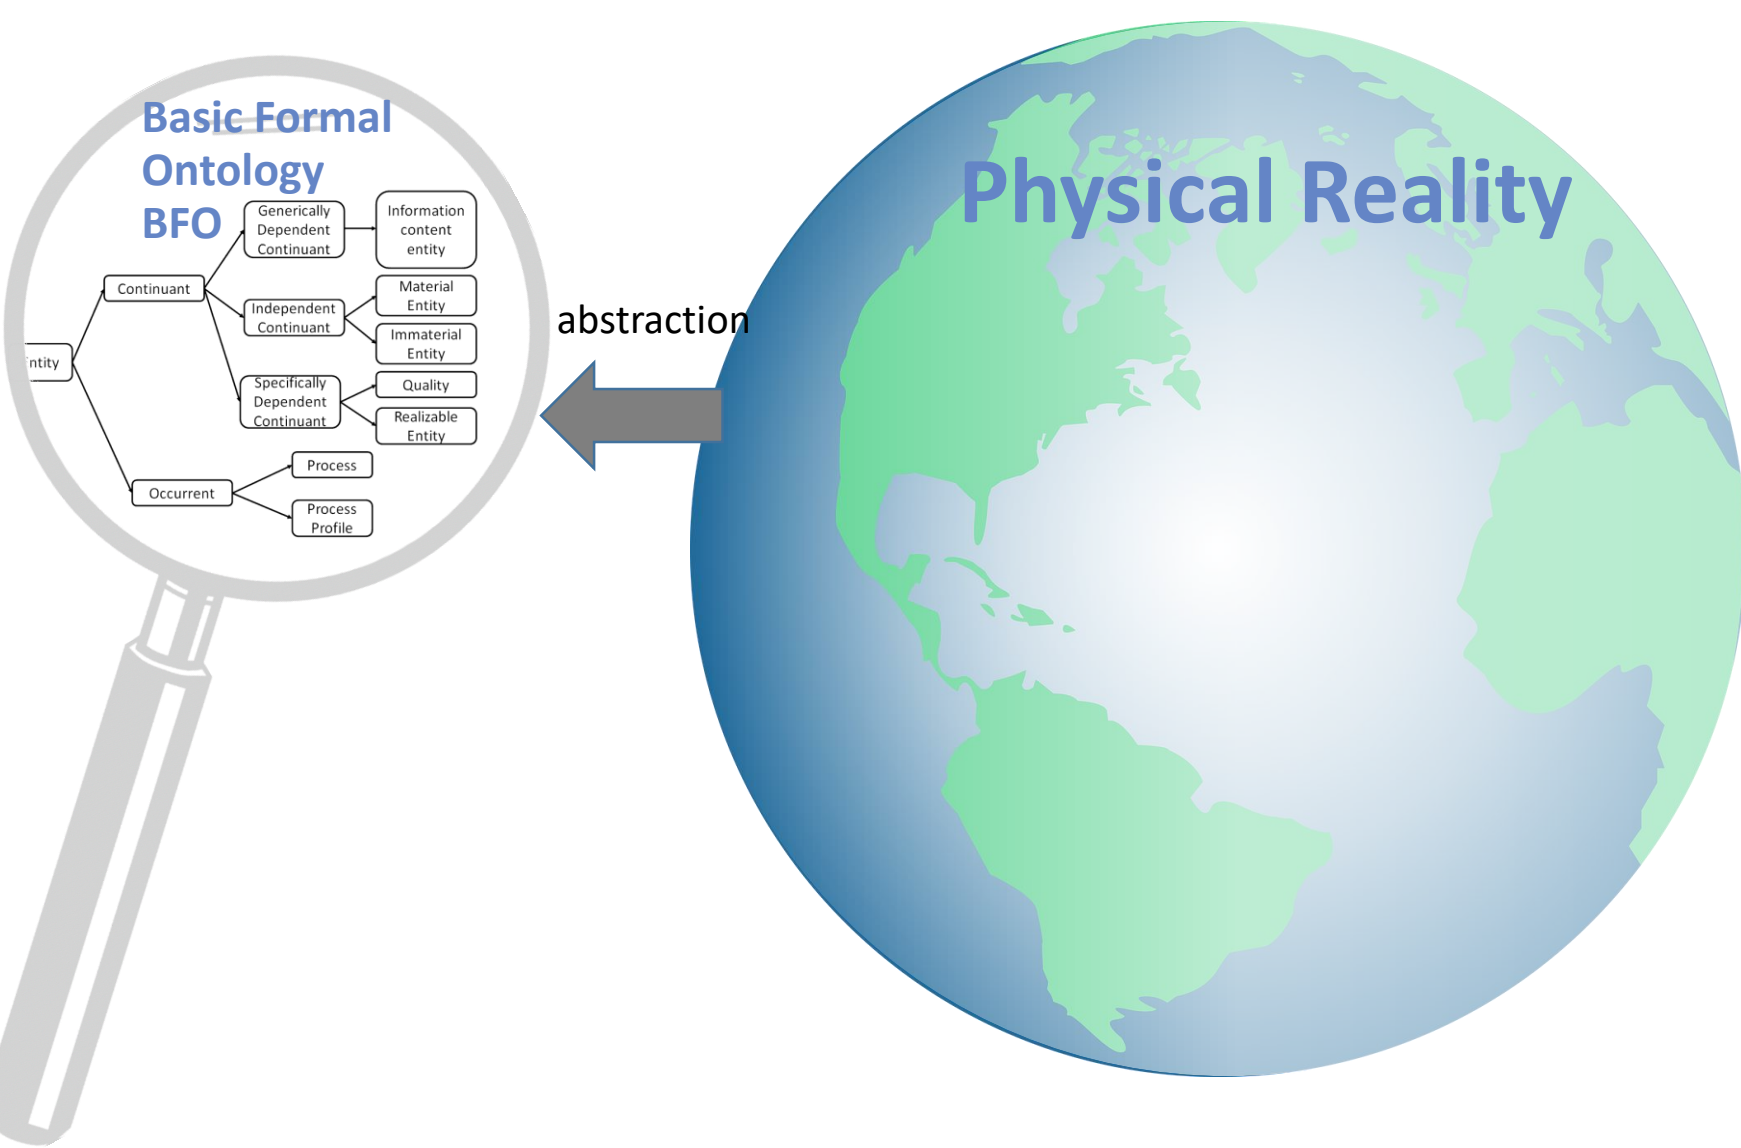 Basic Formal
Ontology
BFO
Physical Reality
abstraction
ntity
Continuant
Generically
Dependent
Continuant
Information
content
entity
Independent
Continuant
Material
Entity
Immaterial
Entity
Specifically
Dependent
Continuant
Quality
Realizable
Entity
Occurrent
Process
Process
Profile